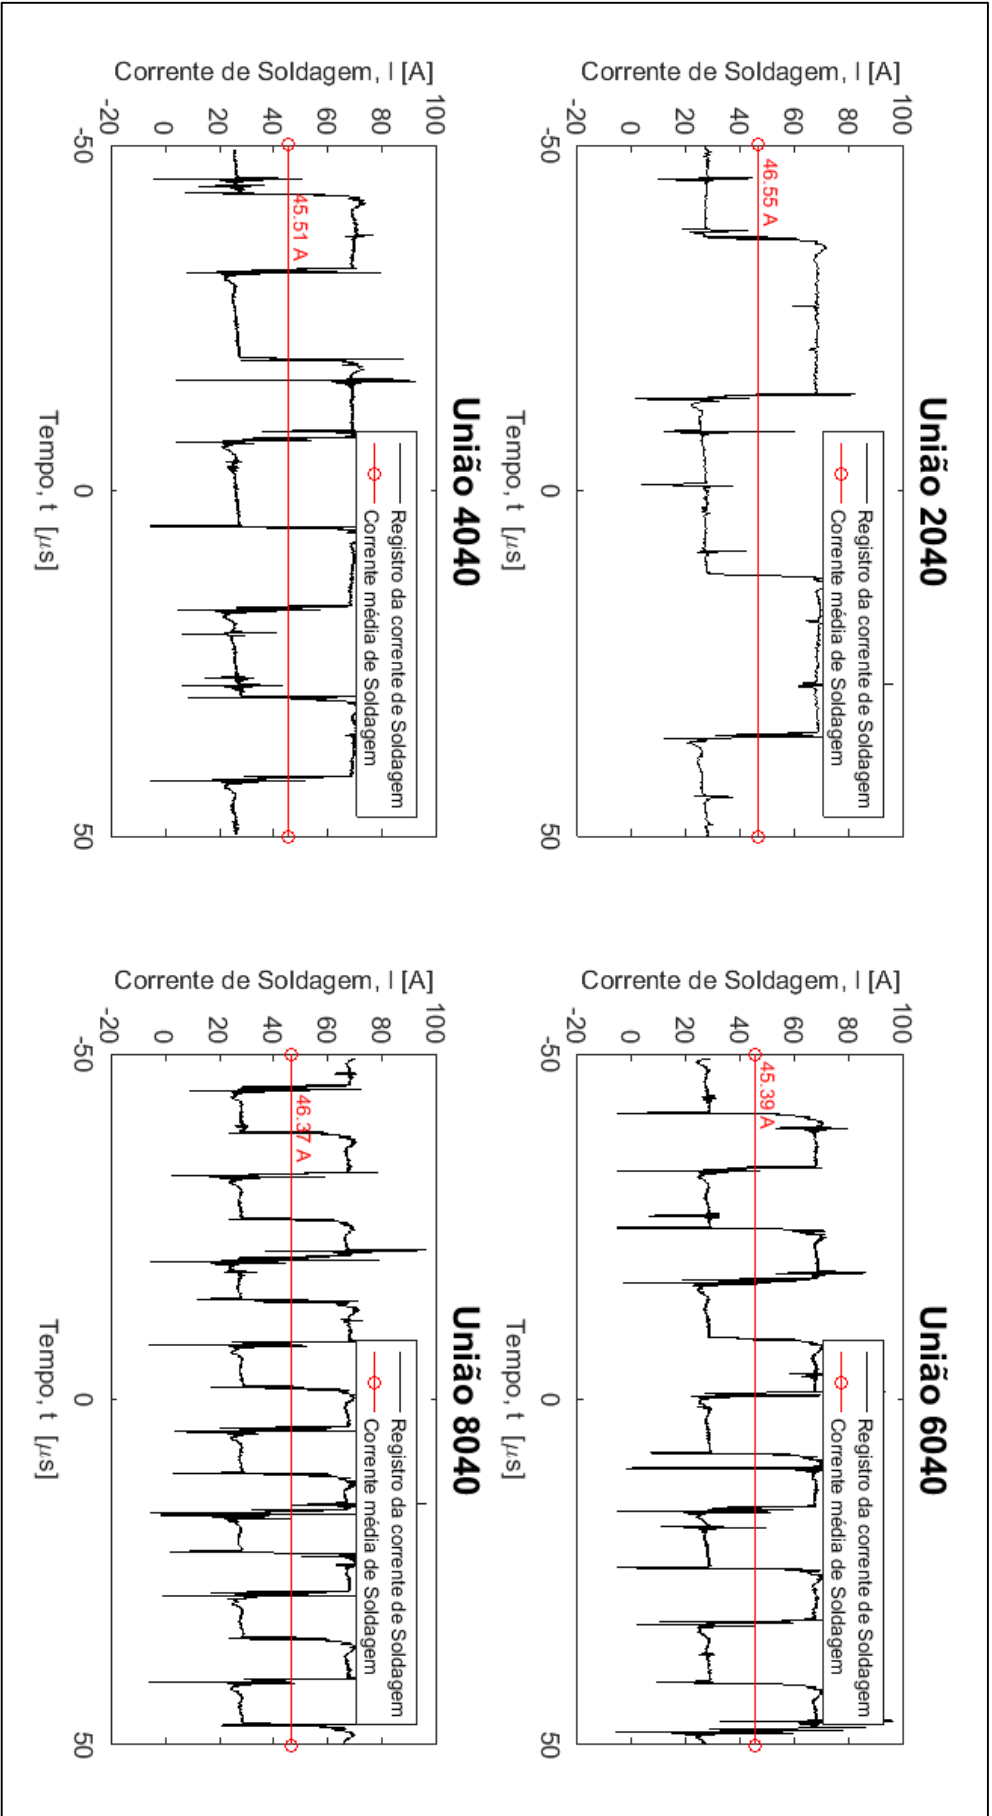 União 2040
Corrente de Soldagem, I [A]
100
80
60
40
20
0
-20
46.55 A
Registro da corrente de Soldagem
Corrente média de Soldagem
-50 0 50
Tempo, t [μs]
União 6040
Corrente de Soldagem, I [A]
100
80
60
40
20
0
-20
45.39 A
Registro da corrente de Soldagem
Corrente média de Soldagem
-50 0 50
Tempo, t [μs]
União 4040
Corrente de Soldagem, I [A]
100
80
60
40
20
0
-20
45.51 A
Registro da corrente de Soldagem
Corrente média de Soldagem
-50 0 50
Tempo, t [μs]
União 8040
Corrente de Soldagem, I [A]
100
80
60
40
20
0
-20
46.37 A
Registro da corrente de Soldagem
Corrente média de Soldagem
-50 0 50
Tempo, t [μs]